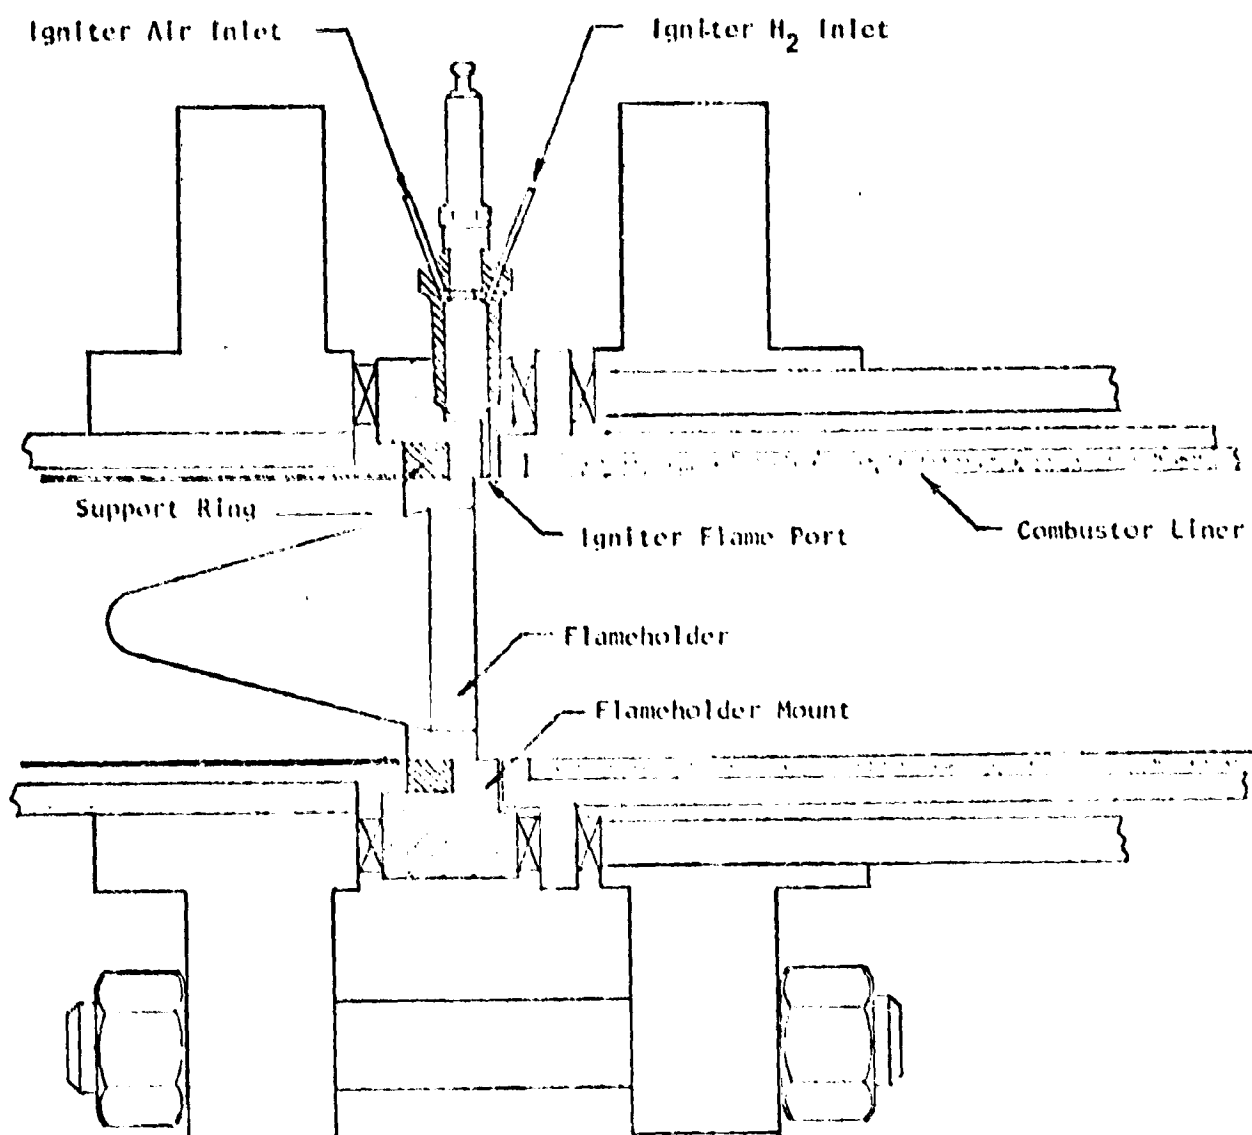 Igniter Air Inlet
Igniter H₂ Inlet
Support Ring
Igniter Flame Port
Combustor Liner
Flameholder
Flameholder Mount